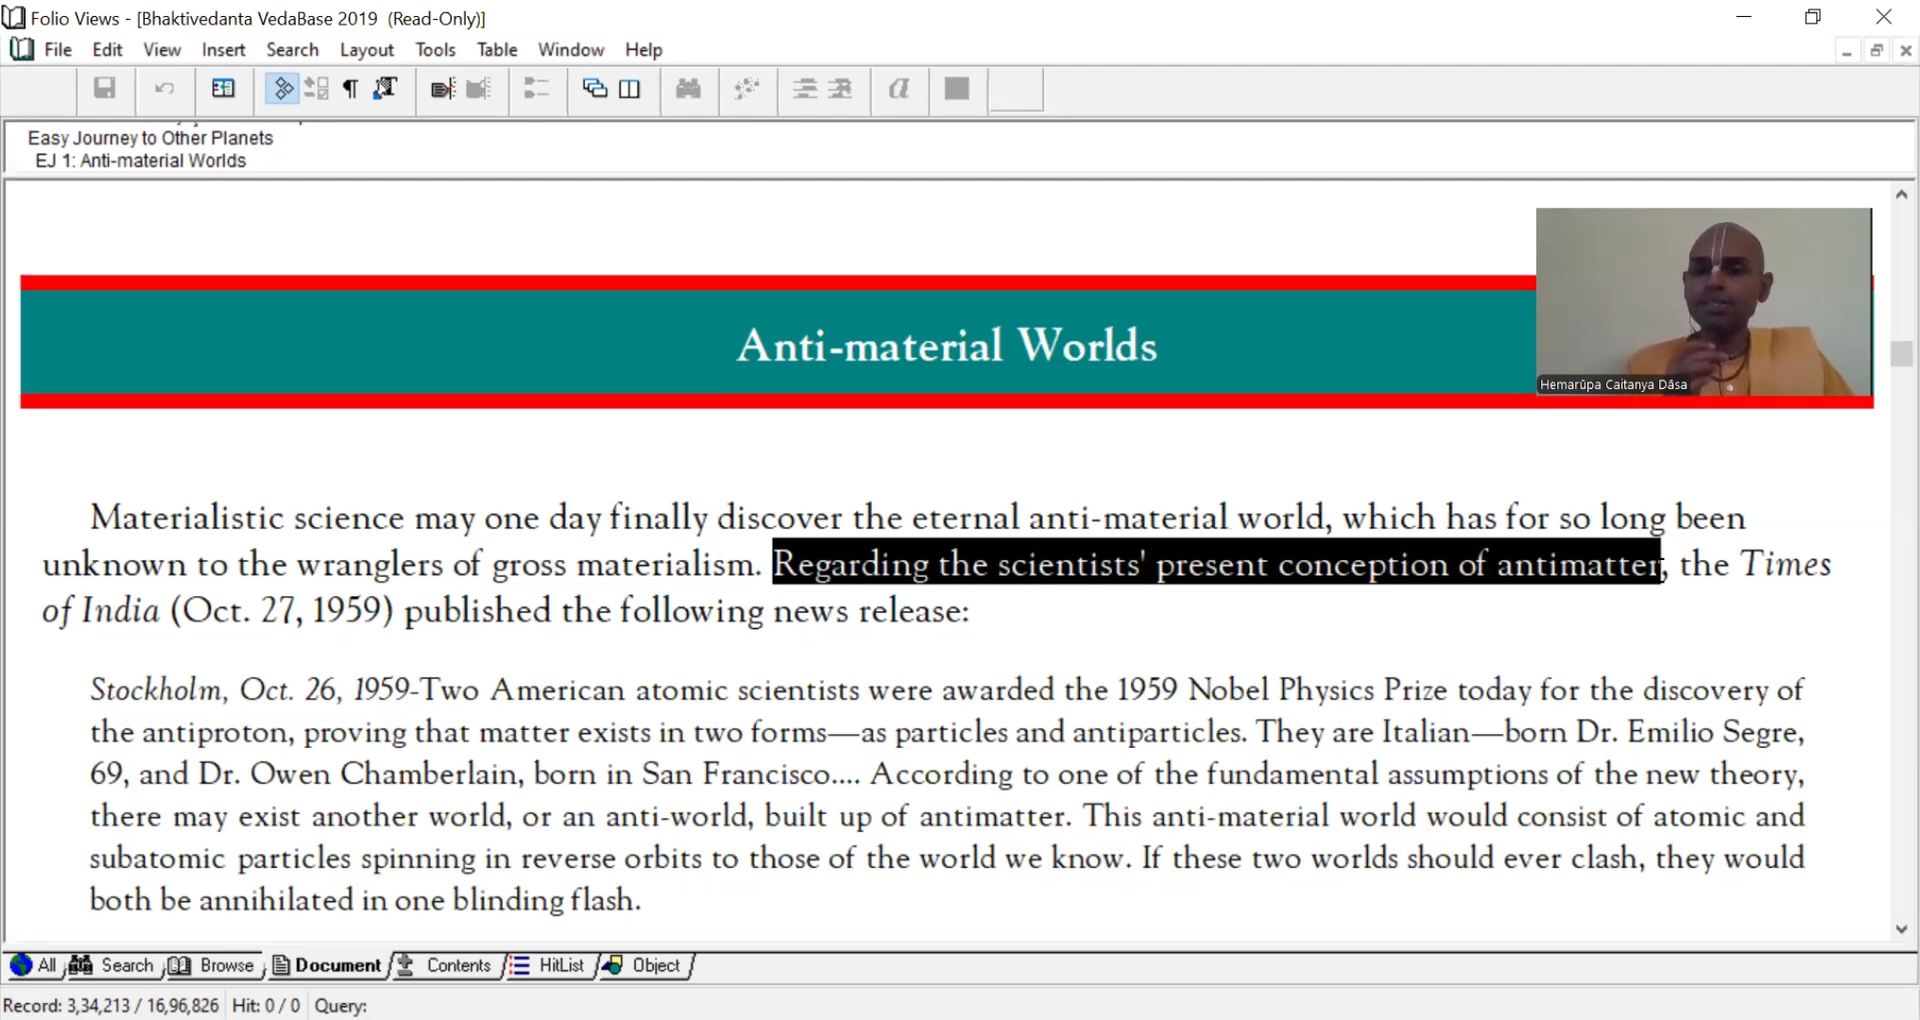 Folio Views - [Bhaktivedanta VedaBase 2019 (Read-Only)]
File Edit View Insert Search Layout Tools Table Window Help
Easy Journey to Other Planets
EJ 1: Anti-material Worlds
Anti-material Worlds
Hemarūpa Caitanya Dāsa
Materialistic science may one day finally discover the eternal anti-material world, which has for so long been
unknown to the wranglers of gross materialism. Regarding the scientists' present conception of antimatter, the Times
of India (Oct. 27, 1959) published the following news release:
Stockholm, Oct. 26, 1959-Two American atomic scientists were awarded the 1959 Nobel Physics Prize today for the discovery of
the antiproton, proving that matter exists in two forms—as particles and antiparticles. They are Italian—born Dr. Emilio Segre,
69, and Dr. Owen Chamberlain, born in San Francisco.... According to one of the fundamental assumptions of the new theory,
there may exist another world, or an anti-world, built up of antimatter. This anti-material world would consist of atomic and
subatomic particles spinning in reverse orbits to those of the world we know. If these two worlds should ever clash, they would
both be annihilated in one blinding flash.
All Search Browse Document Contents HitList Object
Record: 3,34,213 / 16,96,826 Hit: 0 / 0 Query: